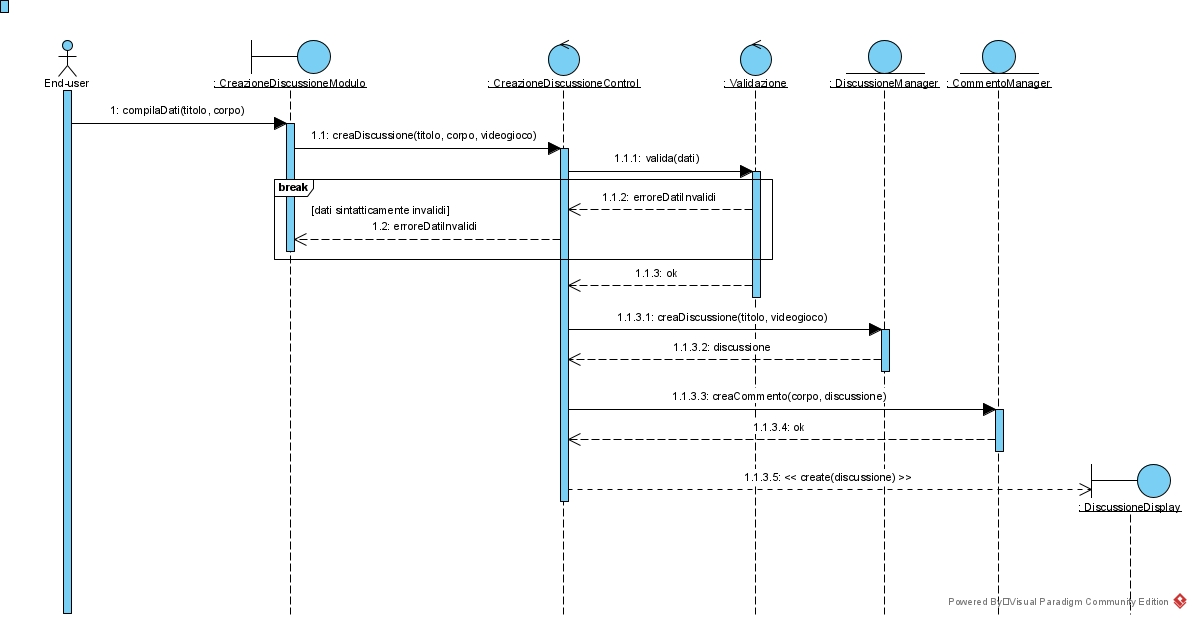 End-user
: CreazioneDiscussioneModulo
: CreazioneDiscussioneControl
: Validazione
: DiscussioneManager
: CommentoManager
1: compilaDati(titolo, corpo)
1.1: creaDiscussione(titolo, corpo, videogioco)
1.1.1: valida(dati)
break
1.1.2: erroreDatiInvalidi
[dati sintatticamente invalidi]
1.2: erroreDatiInvalidi
1.1.3: ok
1.1.3.1: creaDiscussione(titolo, videogioco)
1.1.3.2: discussione
1.1.3.3: creaCommento(corpo, discussione)
1.1.3.4: ok
1.1.3.5: << create(discussione) >>
: DiscussioneDisplay
Powered By Visual Paradigm Community Edition